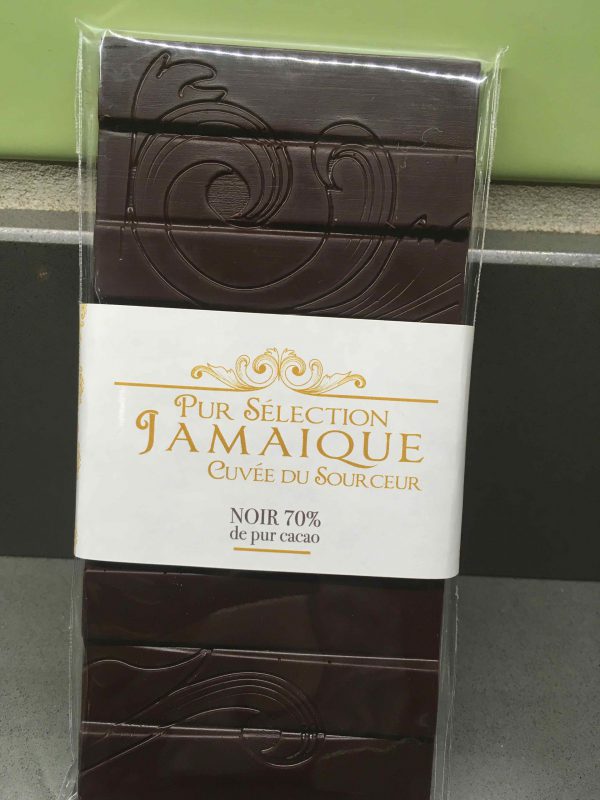 PUR SÉLECTION
JAMAIQUE
CUVÉE DU SOURCEUR
NOIR 70%
de pur cacao